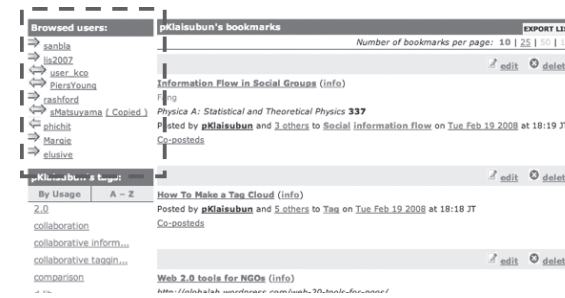 Browsed users:
sanbla
lis2007
user_kco
PiersYoung
rashford
sMatsuyama ( Copied )
phichit
Margie
elusive
pKlaisubun's tags:
By Usage A - Z
2.0
collaboration
collaborative inform...
collaborative taggin...
comparison
pKlaisubun's bookmarks
EXPORT LI
Number of bookmarks per page: 10 | 25 | 50 |
edit delet
Information Flow in Social Groups (info)
Physica A: Statistical and Theoretical Physics 337
Posted by pKlaisubun and 3 others to Social information flow on Tue Feb 19 2008 at 18:19 JT
Co-posteds
edit delet
How To Make a Tag Cloud (info)
Posted by pKlaisubun and 5 others to Tag on Tue Feb 19 2008 at 18:18 JT
Co-posteds
edit delet
Web 2.0 tools for NGOs (info)